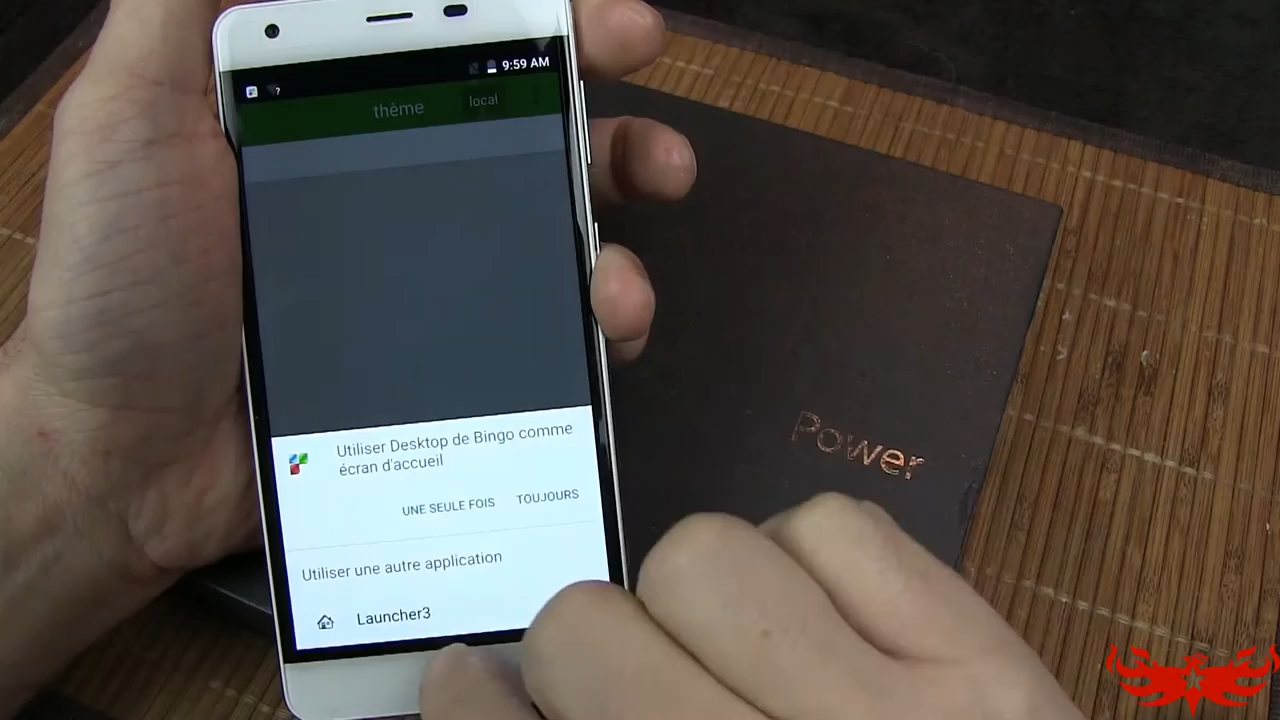 9:59 AM
thème local
Utiliser Desktop de Bingo comme
écran d'accueil
UNE SEULE FOIS TOUJOURS
Utiliser une autre application
Launcher3
Power